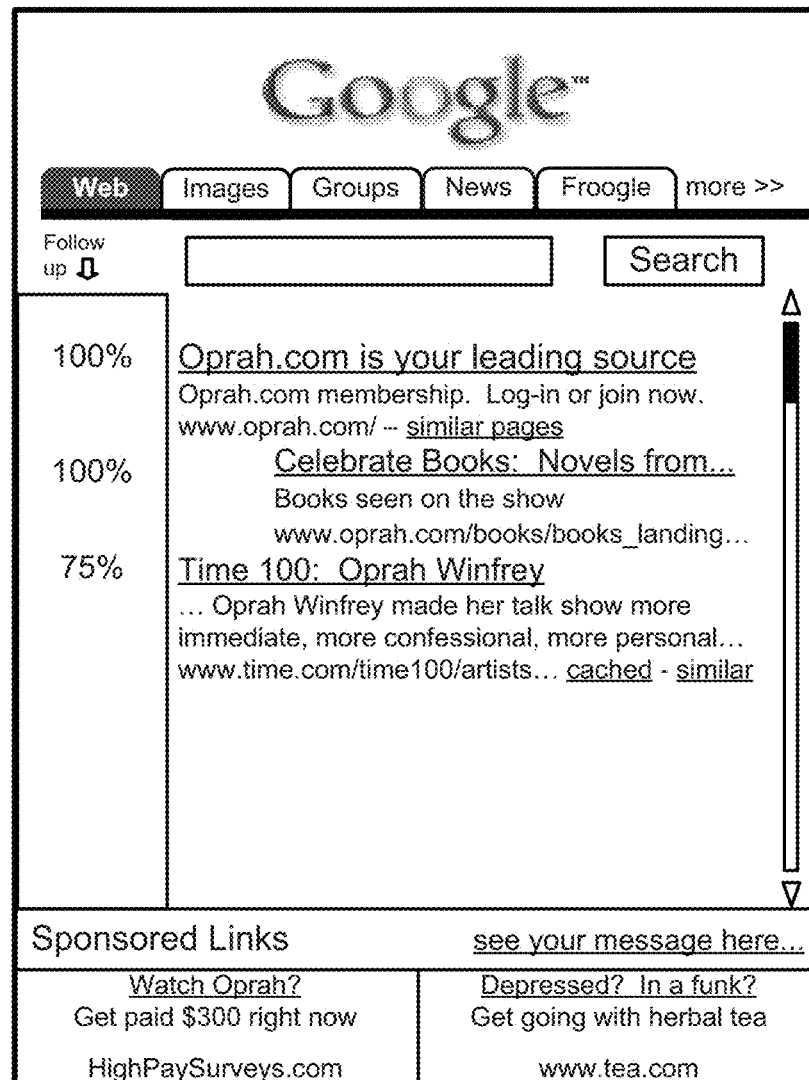 Google™
Web Images Groups News Froogle more >>
Follow
up
Search
100% Oprah.com is your leading source
Oprah.com membership. Log-in or join now.
www.oprah.com/ -- similar pages
100% Celebrate Books: Novels from...
Books seen on the show
www.oprah.com/books/books_landing...
75% Time 100: Oprah Winfrey
... Oprah Winfrey made her talk show more
immediate, more confessional, more personal...
www.time.com/time100/artists... cached - similar
Sponsored Links see your message here...
Watch Oprah? Depressed? In a funk?
Get paid $300 right now Get going with herbal tea
HighPaySurveys.com www.tea.com